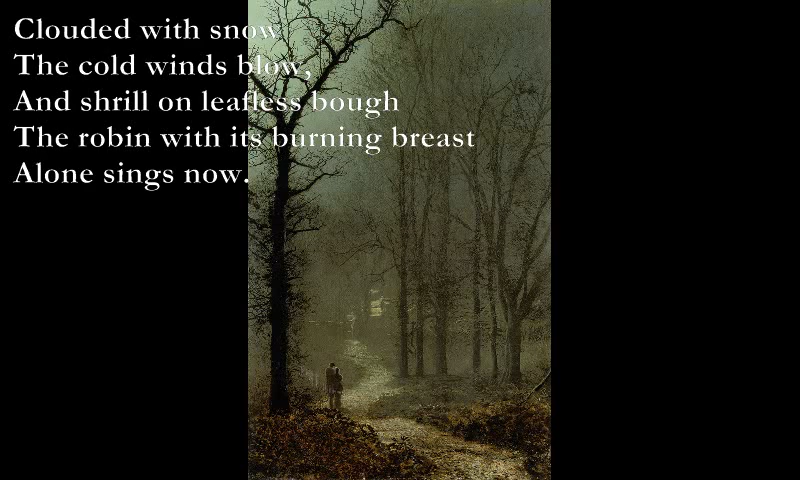 Clouded with snow
The cold winds blow,
And shrill on leafless bough
The robin with its burning breast
Alone sings now.